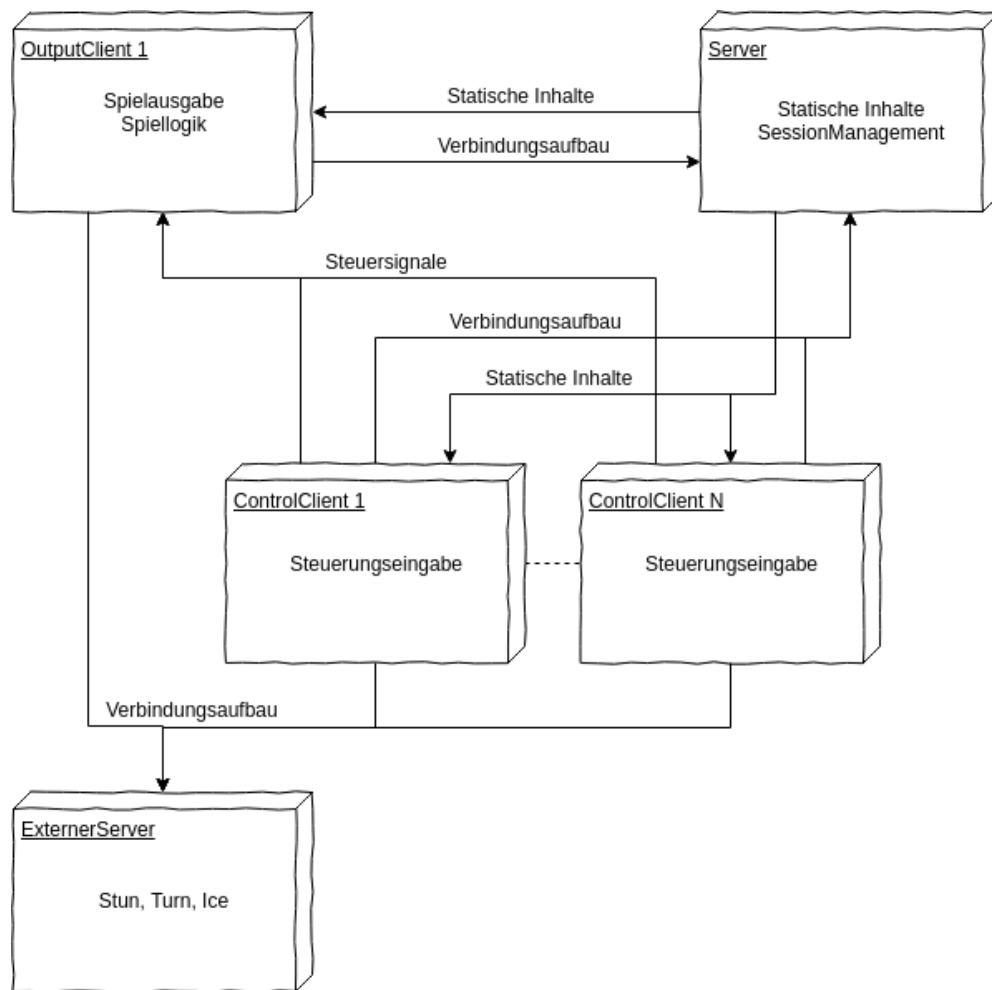 OutputClient 1
Spielausgabe
Spiellogik
Server
Statische Inhalte
SessionManagement
Statische Inhalte
Verbindungsaufbau
Steuersignale
Verbindungsaufbau
Statische Inhalte
ControlClient 1
Steuerungseingabe
ControlClient N
Steuerungseingabe
Verbindungsaufbau
ExternerServer
Stun, Turn, Ice